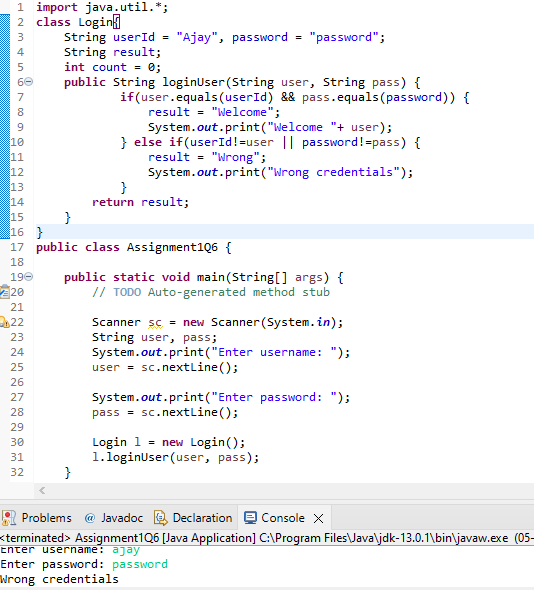 1 import java.util.*;
2 class Login{
3 String userId = "Ajay", password = "password";
4 String result;
5 int count = 0;
6 public String loginUser(String user, String pass) {
7 if(user.equals(userId) && pass.equals(password)) {
8 result = "Welcome";
9 System.out.print("Welcome "+ user);
10 } else if(userId!=user || password!=pass) {
11 result = "Wrong";
12 System.out.print("Wrong credentials");
13 }
14 return result;
15 }
16 }
17 public class Assignment1Q6 {
18
19 public static void main(String[] args) {
20 // TODO Auto-generated method stub
21
22 Scanner sc = new Scanner(System.in);
23 String user, pass;
24 System.out.print("Enter username: ");
25 user = sc.nextLine();
26
27 System.out.print("Enter password: ");
28 pass = sc.nextLine();
29
30 Login l = new Login();
31 l.loginUser(user, pass);
32 }
Problems @ Javadoc Declaration Console
<terminated> Assignment1Q6 [Java Application] C:\Program Files\Java\jdk-13.0.1\bin\javaw.exe (05-
Enter username: ajay
Enter password: password
Wrong credentials